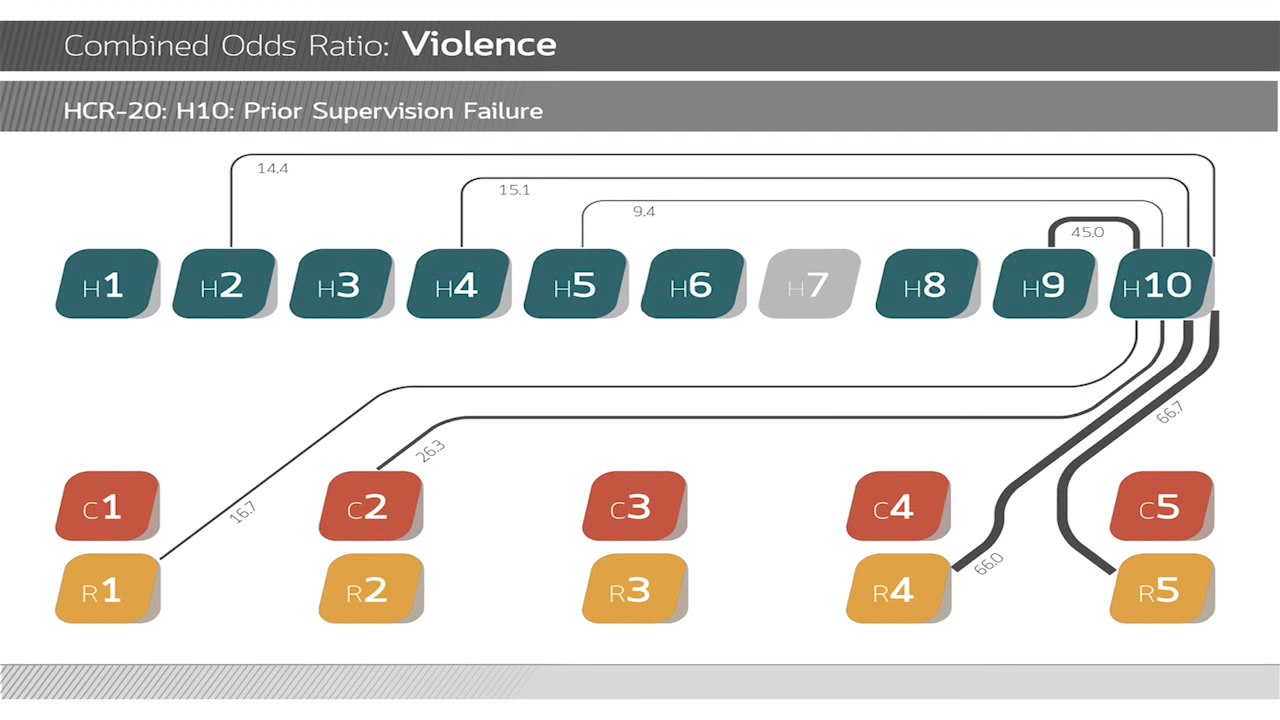 Combined Odds Ratio: Violence
HCR-20: H10: Prior Supervision Failure
14.4
15.1
9.4
45.0
H1 H2 H3 H4 H5 H6 H7 H8 H9 H10
66.7
26.3
C1 C2 C3 C4 C5
16.7
66.0
R1 R2 R3 R4 R5